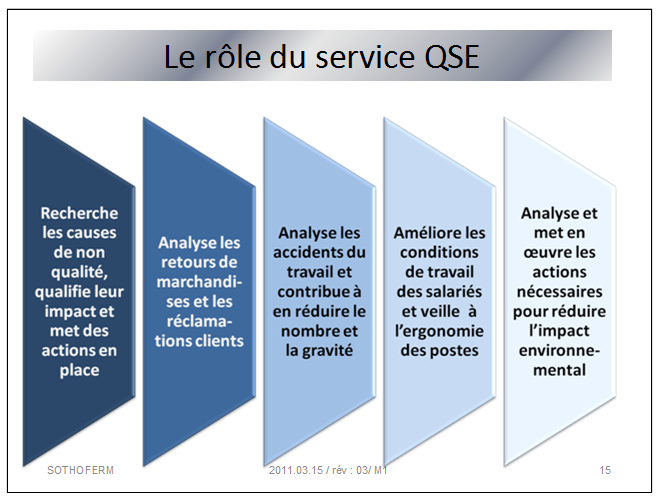 Le rôle du service QSE
Recherche
les causes
de non
qualité,
qualifie leur
impact et
met des
actions en
place
Analyse les
retours de
marchandi-
ses et les
réclama-
tions clients
Analyse les
accidents du
travail et
contribue à
en réduire le
nombre et
la gravité
Améliore les
conditions
de travail
des salariés
et veille à
l'ergonomie
des postes
Analyse et
met en
œuvre les
actions
nécessaires
pour réduire
l'impact
environne-
mental
SOTHOFERM
2011.03.15 / rév : 03/ M1
15